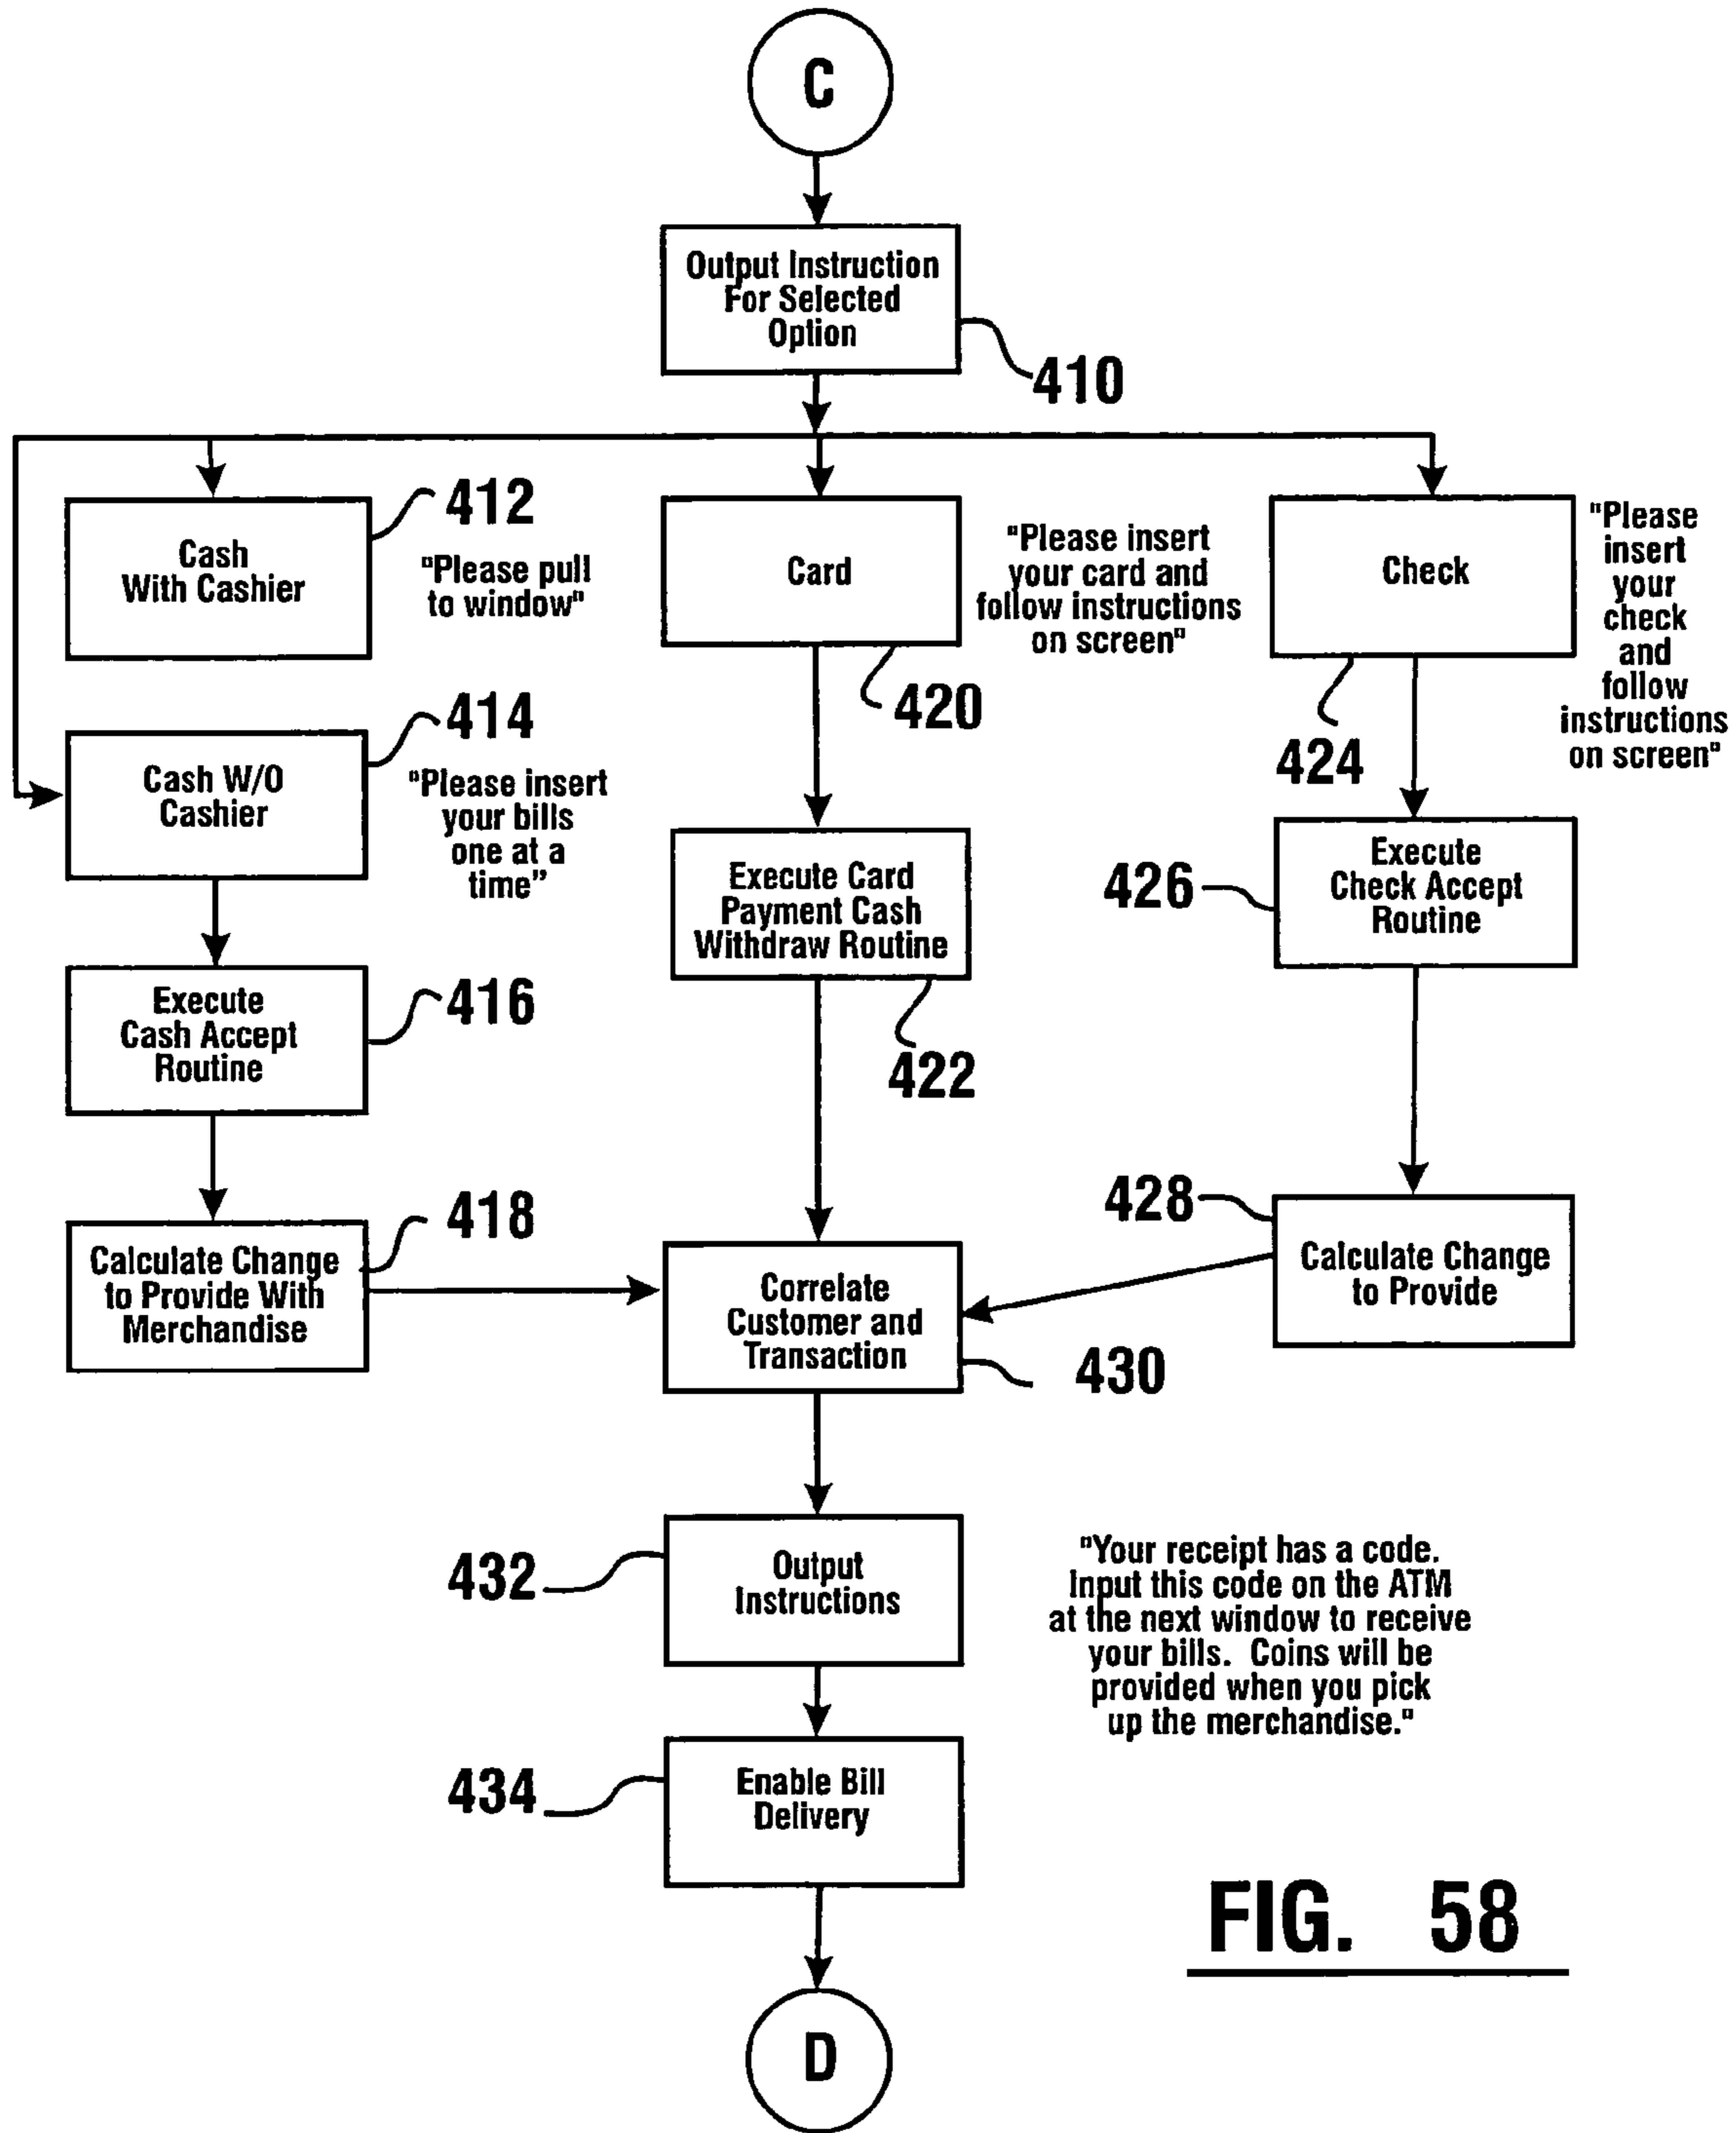 C
Output Instruction
For Selected
Option
410
Cash
With Cashier
412
"Please pull
to window"
Card
"Please insert
your card and
follow instructions
on screen"
420
Check
"Please
insert
your
check
and
follow
instructions
on screen"
424
Cash W/O
Cashier
414
"Please insert
your bills
one at a
time"
Execute Card
Payment Cash
Withdraw Routine
422
Execute
Check Accept
Routine
426
Execute
Cash Accept
Routine
416
Calculate Change
to Provide With
Merchandise
418
Correlate
Customer and
Transaction
430
Calculate Change
to Provide
428
Output
Instructions
432
"Your receipt has a code.
Input this code on the ATM
at the next window to receive
your bills. Coins will be
provided when you pick
up the merchandise."
Enable Bill
Delivery
434
D
FIG. 58